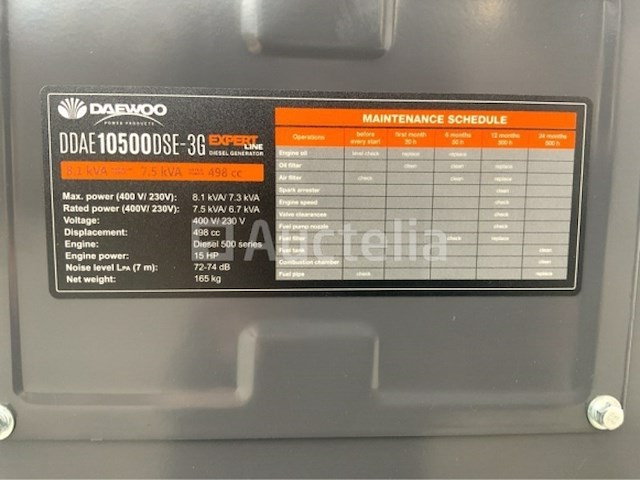 DAEWOO
POWER PRODUCTS
DDAE10500DSE-3G EXPERT LINE
DIESEL GENERATOR
8.1 kVA 7.5 kVA 498 cc
Max. power (400 V/ 230V): 8.1 kVA/ 7.3 kVA
Rated power (400V/ 230V): 7.5 kVA/ 6.7 kVA
Voltage: 400 V/ 230 V
Displacement: 498 cc
Engine: Diesel 500 series
Engine power: 15 HP
Noise level LPA (7 m): 72-74 dB
Net weight: 165 kg
MAINTENANCE SCHEDULE
Operations before every start first month 20 h 6 months 12 months 24 months
Engine oil level check replace replace
Oil filter clean clean replace
Air filter check clean replace
Spark arrestor clean
Engine speed check
Valve clearances
Fuel pump nozzle
Fuel filter check replace
Fuel tank clean
Combustion chamber clean
Fuel pipe check replace
Auctelia